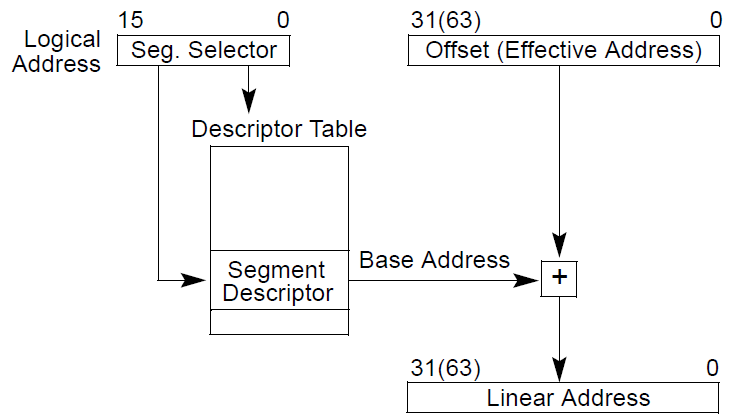 15 0
31(63) 0
Logical
Address
Seg. Selector
Offset (Effective Address)
Descriptor Table
Segment
Descriptor
Base Address
+
31(63) 0
Linear Address